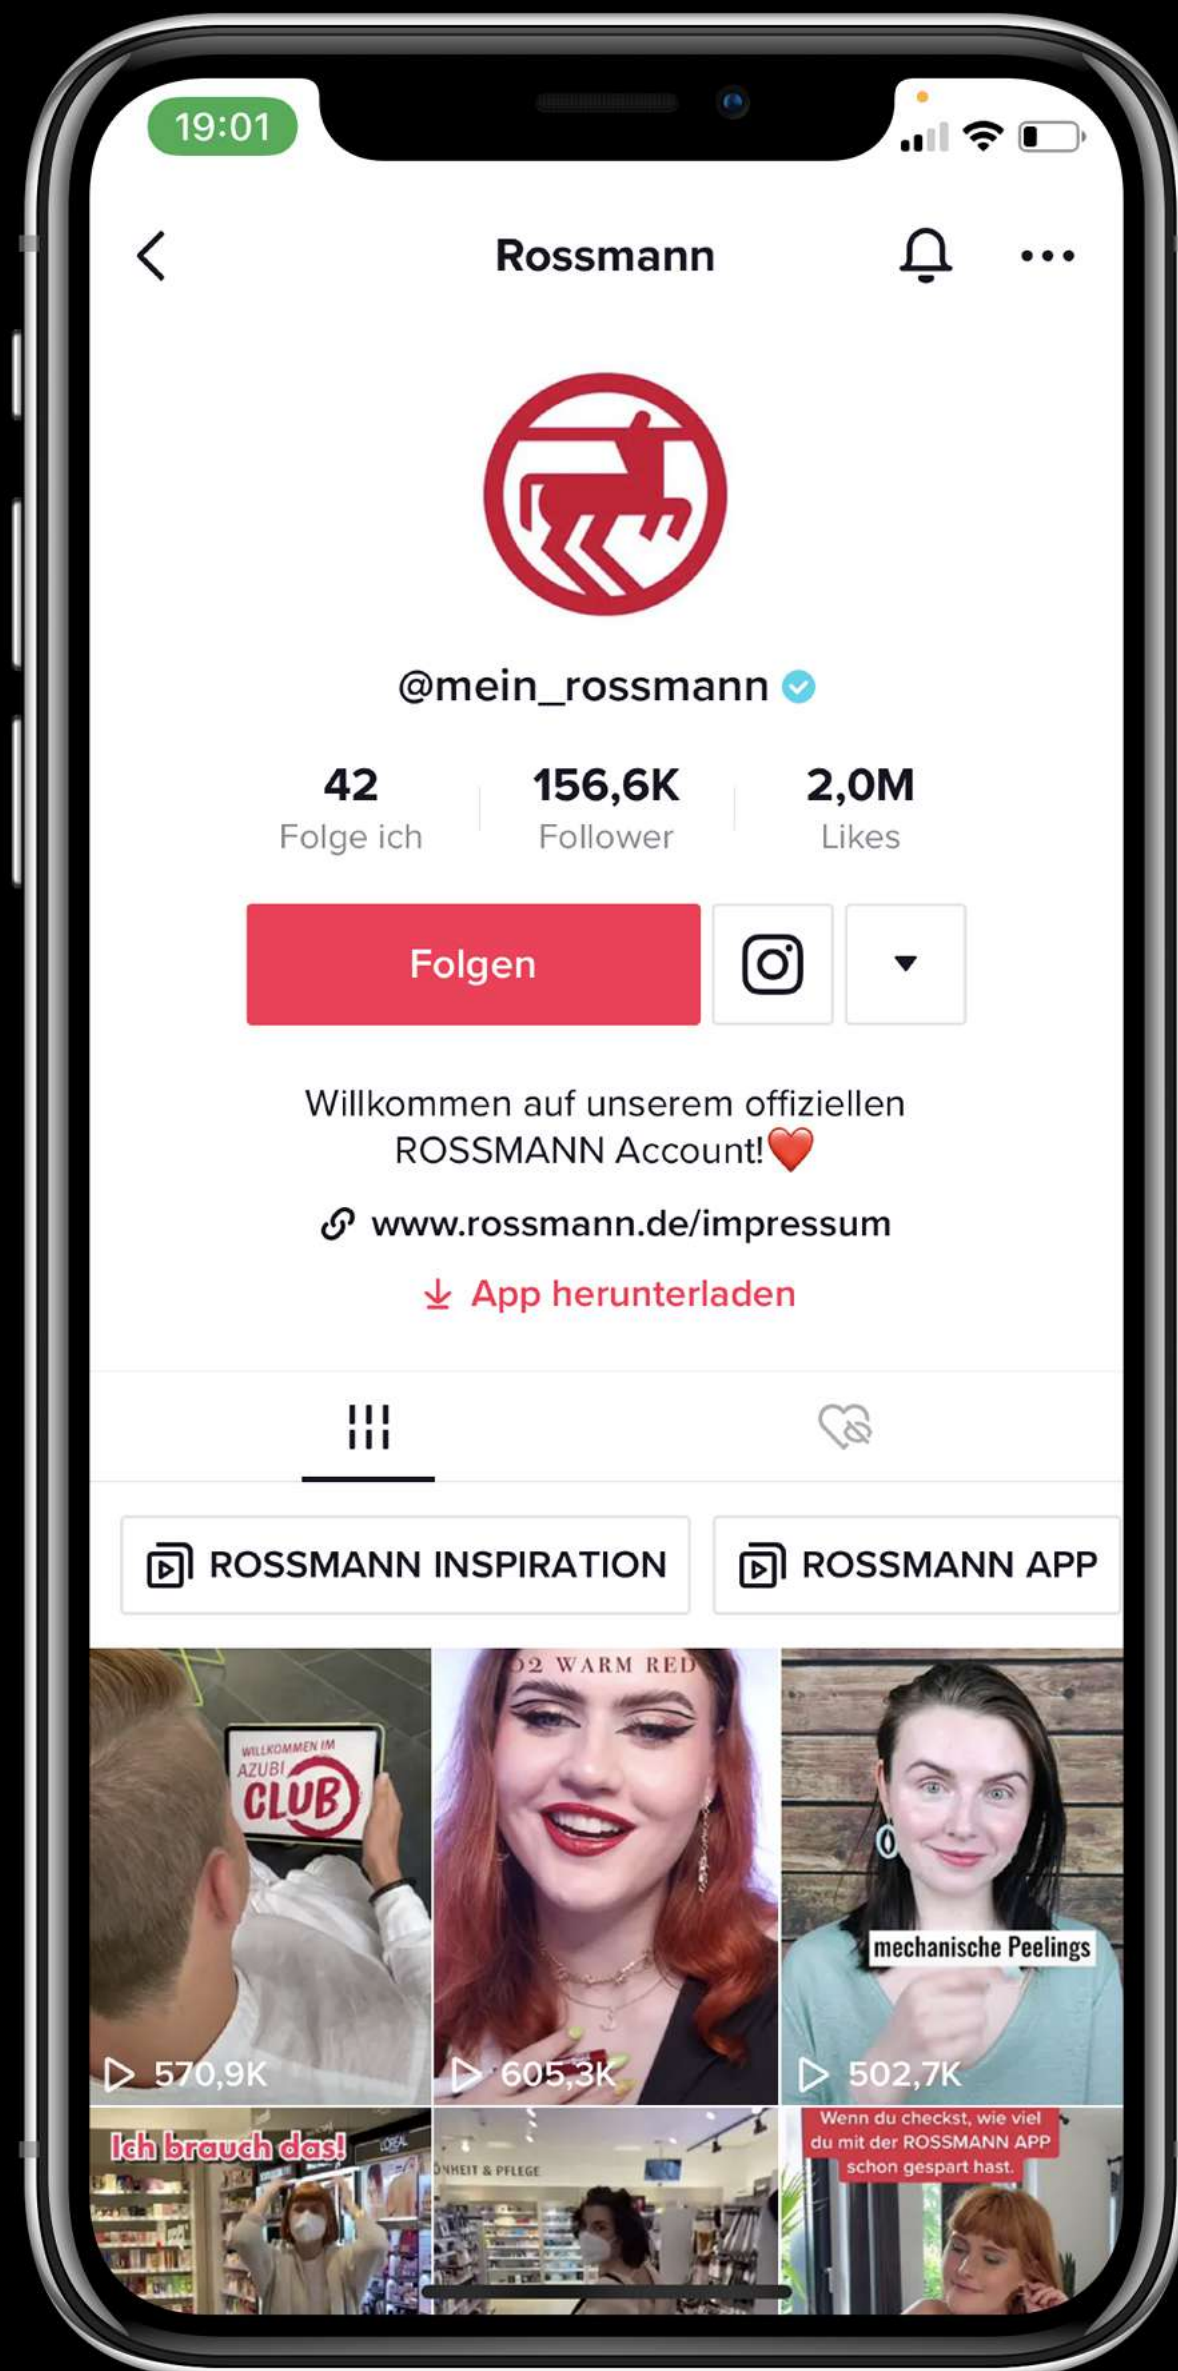 19:01
Rossmann
@mein_rossmann
42
Folge ich
156,6K
Follower
2,0M
Likes
Folgen
Willkommen auf unserem offiziellen
ROSSMANN Account!❤️
www.rossmann.de/impressum
App herunterladen
ROSSMANN INSPIRATION
ROSSMANN APP
WILLKOMMEN IM
AZUBI
CLUB
570,9K
02 WARM RED
605,3K
mechanische Peelings
502,7K
Ich brauch das!
LOREAL
& PFLEGE
Wenn du checkst, wie viel
du mit der ROSSMANN APP
schon gespart hast.